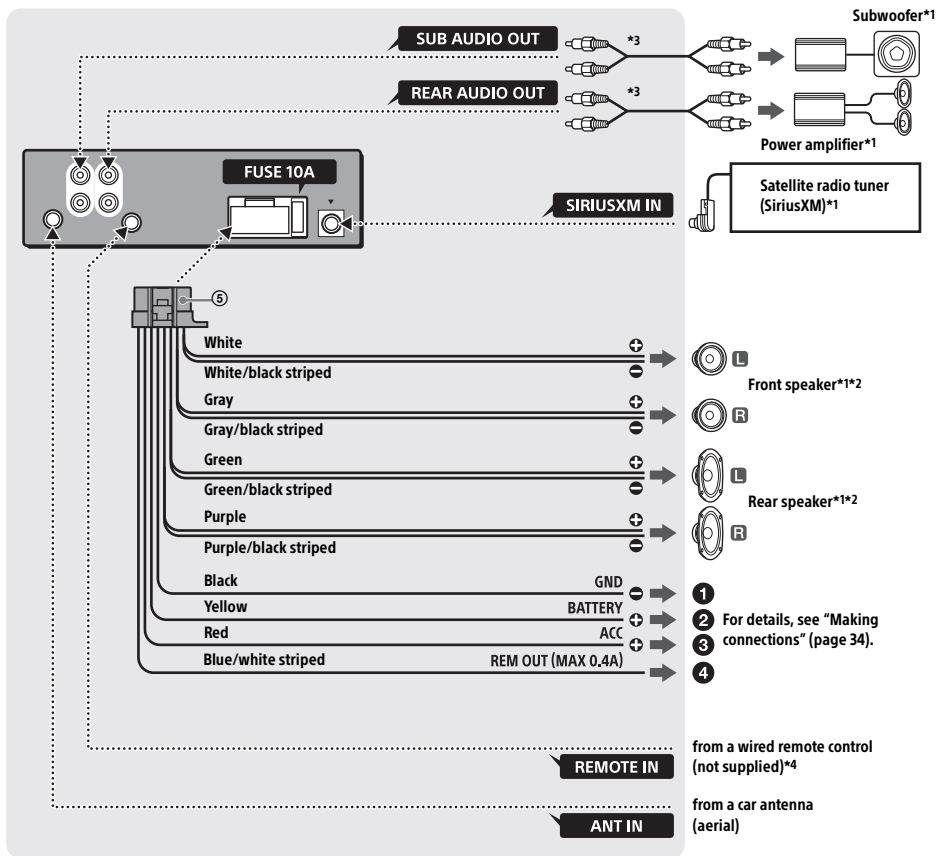 Subwoofer*1
SUB AUDIO OUT
*3
REAR AUDIO OUT
*3
Power amplifier*1
FUSE 10A
Satellite radio tuner
(SiriusXM)*1
SIRIUSXM IN
5
White
White/black striped
L
Front speaker*1*2
Gray
Gray/black striped
R
Green
Green/black striped
L
Rear speaker*1*2
Purple
Purple/black striped
R
Black
GND
1
Yellow
BATTERY
2
For details, see “Making
connections” (page 34).
Red
ACC
3
Blue/white striped
REM OUT (MAX 0.4A)
4
REMOTE IN
from a wired remote control
(not supplied)*4
ANT IN
from a car antenna
(aerial)